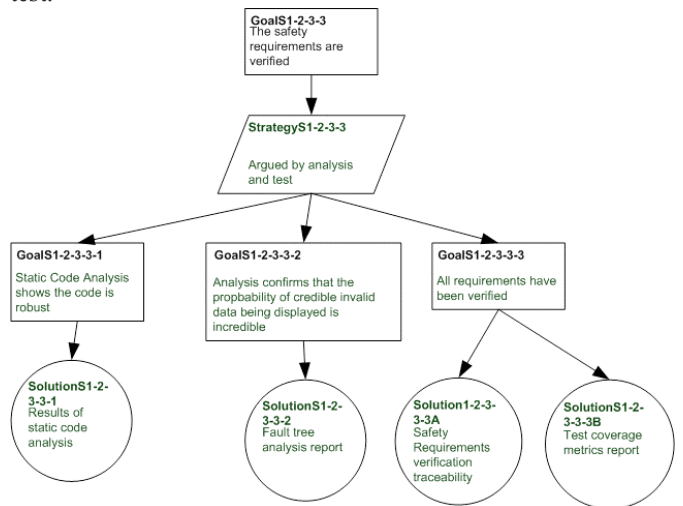 test.
GoalS1-2-3-3
The safety
requirements are
verified
StrategyS1-2-3-3
Argued by analysis
and test
GoalS1-2-3-3-1
Static Code Analysis
shows the code is
robust
GoalS1-2-3-3-2
Analysis confirms that the
propbability of credible invalid
data being displayed is
incredible
GoalS1-2-3-3-3
All requirements have
been verified
SolutionS1-2-
3-3-1
Results of
static code
analysis
SolutionS1-2-
3-3-2
Fault tree
analysis report
Solution1-2-3-
3-3A
Safety
Requirements
verification
traceability
SolutionS1-2-
3-3-3B
Test coverage
metrics report